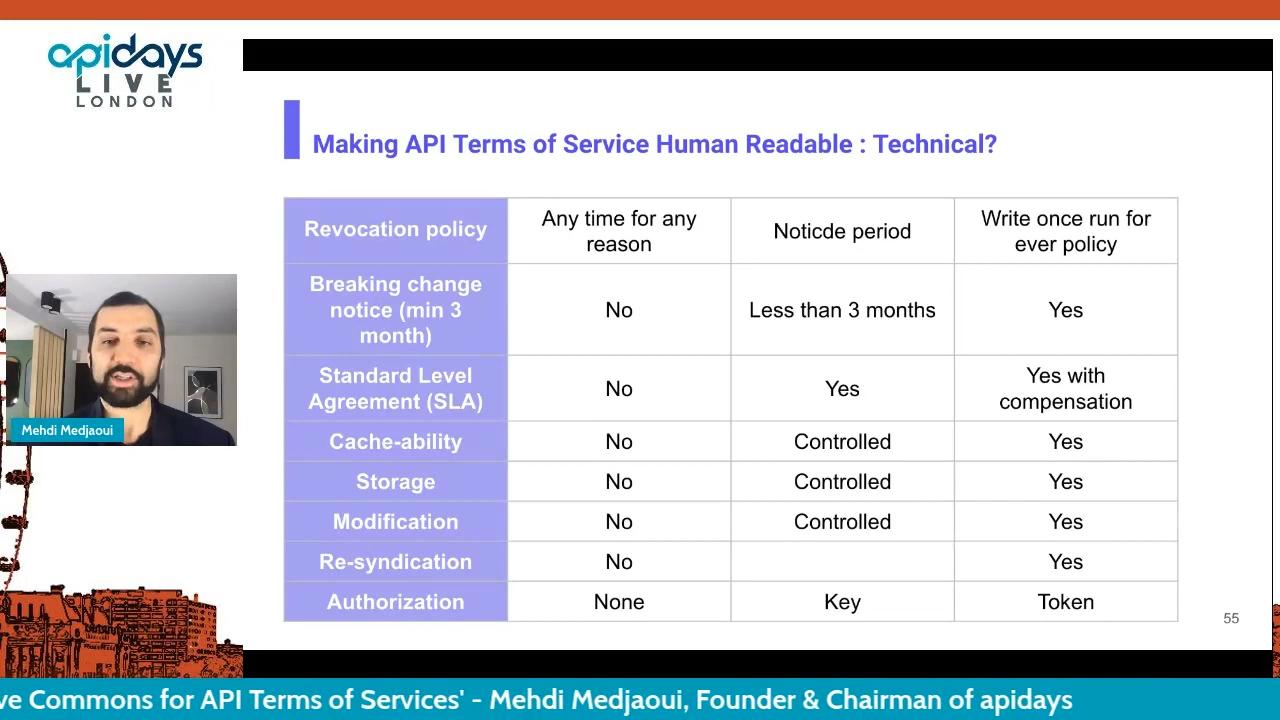 apidays
LIVE
LONDON
Making API Terms of Service Human Readable : Technical?
Revocation policy
Any time for any
reason
Noticde period
Write once run for
ever policy
Breaking change
notice (min 3
month)
No
Less than 3 months
Yes
Standard Level
Agreement (SLA)
No
Yes
Yes with
compensation
Cache-ability
No
Controlled
Yes
Storage
No
Controlled
Yes
Modification
No
Controlled
Yes
Re-syndication
No
Yes
Authorization
None
Key
Token
55
Mehdi Medjaoui
ve Commons for API Terms of Services' - Mehdi Medjaoui, Founder & Chairman of apidays